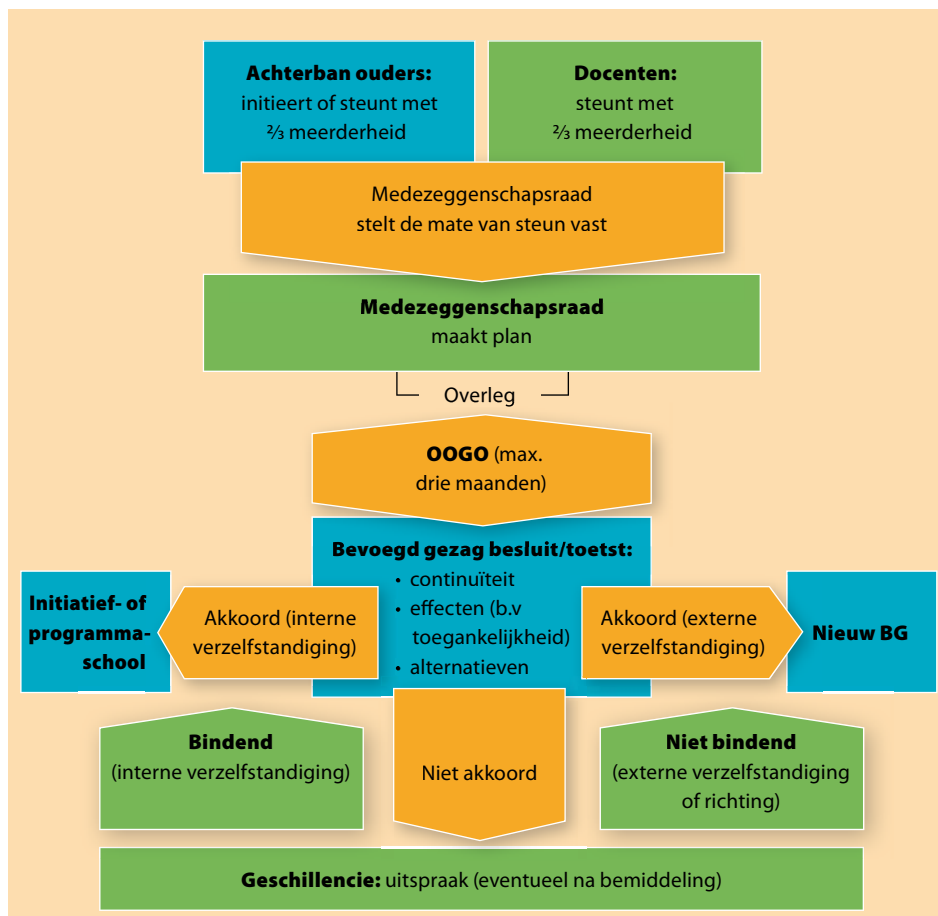 Achterban ouders:
initieert of steunt met
⅔ meerderheid
Docenten:
steunt met
⅔ meerderheid
Medezeggenschapsraad
stelt de mate van steun vast
Medezeggenschapsraad
maakt plan
Overleg
OOGO (max.
drie maanden)
Bevoegd gezag besluit/toetst:
• continuïteit
• effecten (b.v
toegankelijkheid)
• alternatieven
Initiatief- of
programma-
school
Akkoord (interne
verzelfstandiging)
Akkoord (externe
verzelfstandiging)
Nieuw BG
Bindend
(interne verzelfstandiging)
Niet akkoord
Niet bindend
(externe verzelfstandiging
of richting)
Geschillencie: uitspraak (eventueel na bemiddeling)